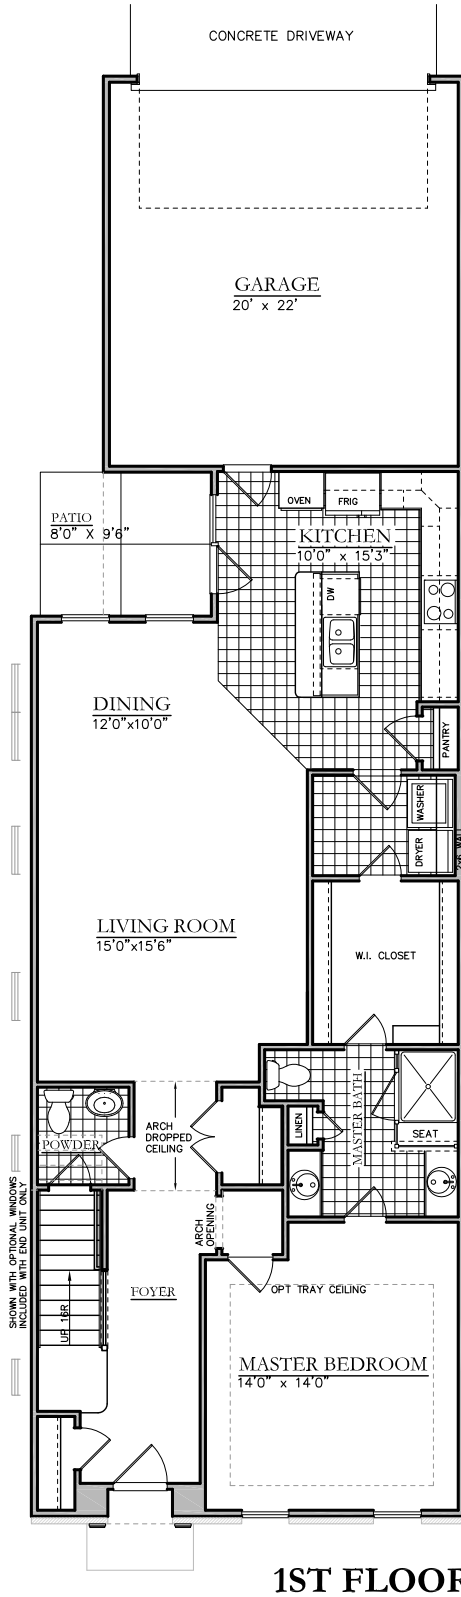 CONCRETE DRIVEWAY
GARAGE
20' x 22'
OVEN
FRIG
PATIO
8'0" X 9'6"
KITCHEN
10'0" x 15'3"
DW
DINING
12'0"x10'0"
PANTRY
WASHER
DRYER
LIVING ROOM
15'0"x15'6"
W.I. CLOSET
MASTER BATH
LINEN
SEAT
POWDER
ARCH
DROPPED
CEILING
SHOWN WITH OPTIONAL WINDOWS
INCLUDED WITH END UNIT ONLY
ARCH
OPENING
UP 16R
FOYER
OPT TRAY CEILING
MASTER BEDROOM
14'0" x 14'0"
1ST FLOOR